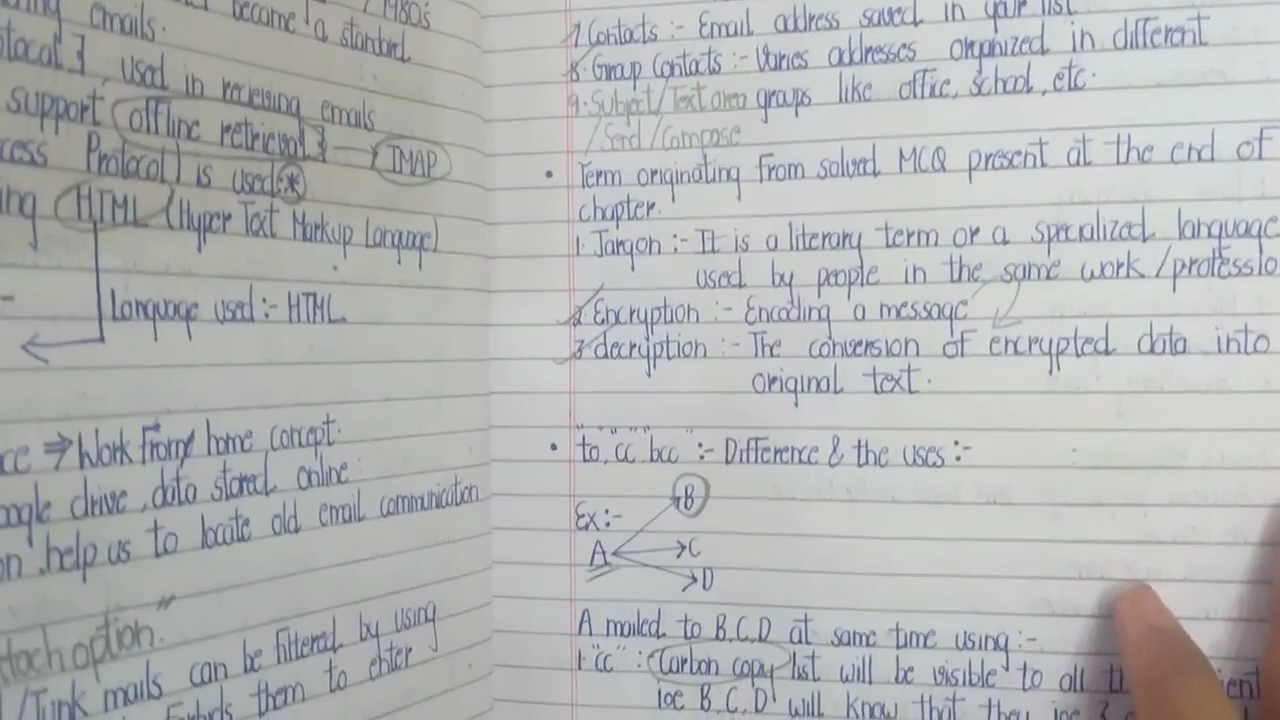 emails.
became a standard
1980s
used in recieving emails
support offline retrieval} → IMAP
Protocol) is used *
HTML (Hyper Text Markup Language)
Language used :- HTML
⇒ Work From home concept.
drive, data stored online
help us to locate old email communication
option."
/Junk mails can be filtered by using
them to enter
7. Contacts :- Email address saved in your list
8. Group Contacts :- Varies addresses organized in different
9. Subject/Text area groups like office, school, etc.
/Send /Compose
• Term originating from solved MCQ present at the end of
chapter.
1. Jargon :- It is a literary term or a specialized language
used by people in the same work /professio
2. Encryption :- Encoding a message
3. decryption :- The conversion of encrypted data into
original text.
• "to, "cc" bcc" :- Difference & the uses :-
B
Ex :-
A → C
D
A mailed to B.C.D at same time using :-
1. "cc" : Carbon copy list will be visible to all
ioe B.C.D will know that they